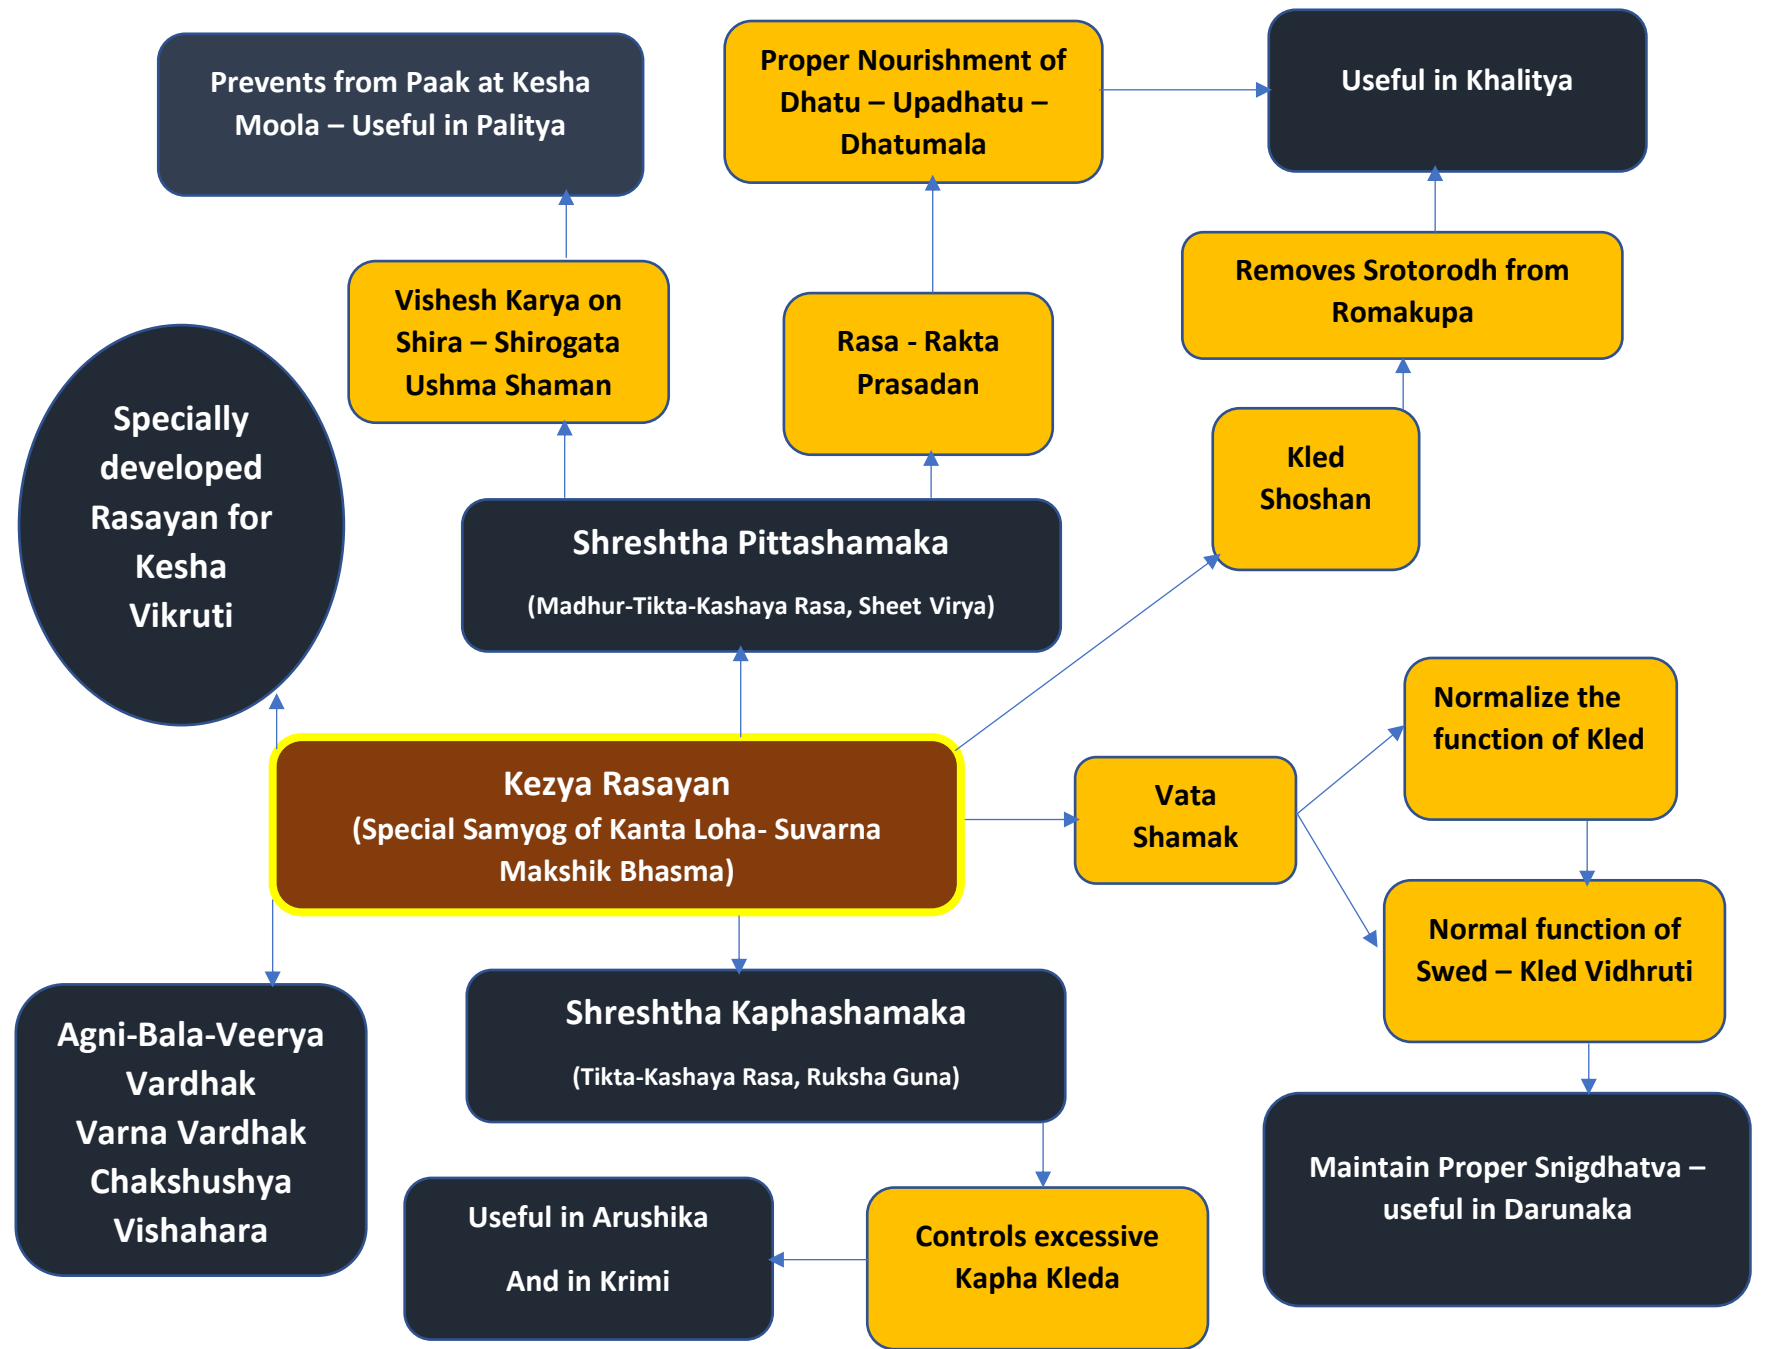 Prevents from Paak at Kesha
Moola – Useful in Palitya
Proper Nourishment of
Dhatu – Upadhatu –
Dhatumala
Useful in Khalitya
Vishesh Karya on
Shira – Shirogata
Ushma Shaman
Rasa - Rakta
Prasadan
Removes Srotorodh from
Romakupa
Specially
developed
Rasayan for
Kesha
Vikruti
Kled
Shoshan
Shreshtha Pittashamaka
(Madhur-Tikta-Kashaya Rasa, Sheet Virya)
Kezya Rasayan
(Special Samyog of Kanta Loha- Suvarna
Makshik Bhasma)
Vata
Shamak
Normalize the
function of Kled
Normal function of
Swed – Kled Vidhruti
Shreshtha Kaphashamaka
(Tikta-Kashaya Rasa, Ruksha Guna)
Agni-Bala-Veerya
Vardhak
Varna Vardhak
Chakshushya
Vishahara
Useful in Arushika
And in Krimi
Controls excessive
Kapha Kleda
Maintain Proper Snigdhatva –
useful in Darunaka